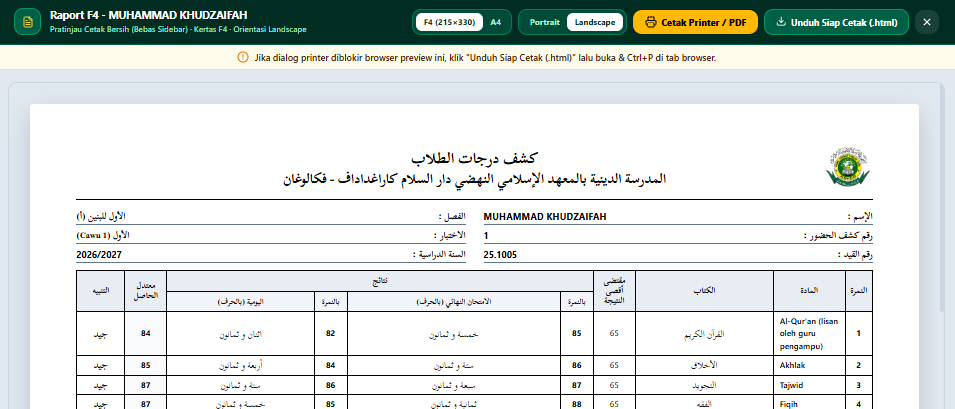 Raport F4 - MUHAMMAD KHUDZAIFAH
Pratinjau Cetak Bersih (Bebas Sidebar) · Kertas F4 · Orientasi Landscape
F4 (215×330) A4
Portrait Landscape
Cetak Printer / PDF
Unduh Siap Cetak (.html)
Jika dialog printer diblokir browser preview ini, klik "Unduh Siap Cetak (.html)" lalu buka & Ctrl+P di tab browser.
كشف درجات الطلاب
المدرسة الدينية بالمعهد الإسلامي النهضي دار السلام كاراغداداف - فكالوغان
الإسم : MUHAMMAD KHUDZAIFAH الفصل : الأول للبنين (أ)
رقم كشف الحضور : 1 الاختبار : الأول (Cawu 1)
رقم القيد : 25.1005 السنة الدراسية : 2026/2027
النمرة المادة الكتاب مقتضى أقصى النتيجة نتائج معتدل الحاصل التنبيه
بالنمرة الامتحان النهائي (بالحرف) بالنمرة اليومية (بالحرف)
1 Al-Qur'an (lisan oleh guru pengampu) القرآن الكريم 65 85 خمسة و ثمانون 82 اثنان و ثمانون 84 جيد
2 Akhlak الأخلاق 65 86 ستة و ثمانون 84 أربعة و ثمانون 85 جيد
3 Tajwid التجويد 65 87 سبعة و ثمانون 86 ستة و ثمانون 87 جيد
4 Fiqih الفقه 65 88 ثمانية و ثمانون 85 خمسة و ثمانون 87 جيد